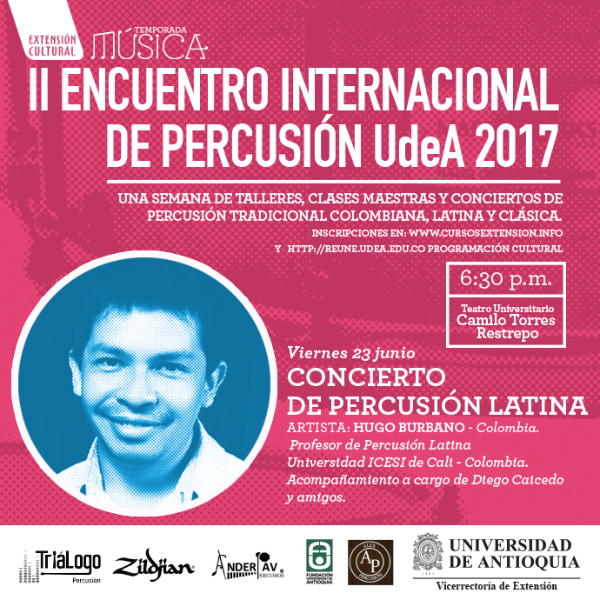 EXTENSIÓN
CULTURAL
TEMPORADA
MÚSICA
II ENCUENTRO INTERNACIONAL
DE PERCUSIÓN UdeA 2017
UNA SEMANA DE TALLERES, CLASES MAESTRAS Y CONCIERTOS DE
PERCUSIÓN TRADICIONAL COLOMBIANA, LATINA Y CLÁSICA.
INSCRIPCIONES EN: WWW.CURSOSEXTENSION.INFO
Y HTTP://REUNE.UDEA.EDU.CO PROGRAMACIÓN CULTURAL
6:30 p.m.
Teatro Universitario
Camilo Torres
Restrepo
Viernes 23 junio
CONCIERTO
DE PERCUSIÓN LATINA
ARTISTA: HUGO BURBANO - Colombia.
Profesor de Percusión Latina
Universidad ICESI de Cali - Colombia.
Acompañamiento a cargo de Diego Caicedo
y amigos.
TriáLogo
Percusión
Zildjian
ANDER PAV
FUNDACIÓN
UNIVERSIDAD
DE ANTIOQUIA
AP
UNIVERSIDAD
DE ANTIOQUIA
1803
Vicerrectoría de Extensión